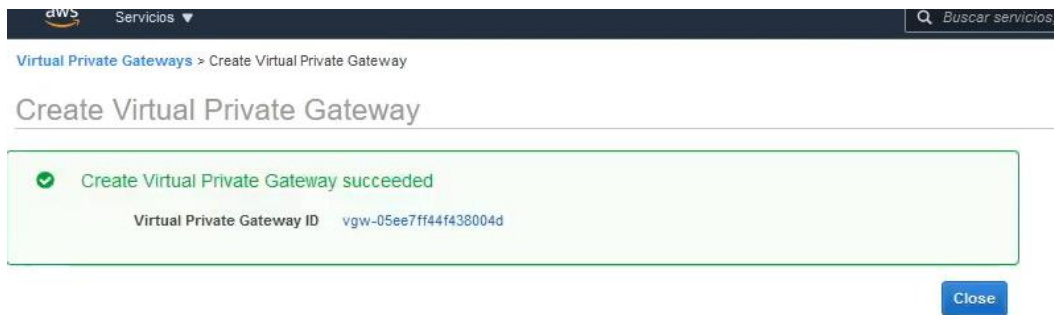 aws Servicios ▼ Buscar servicios,
Virtual Private Gateways > Create Virtual Private Gateway
Create Virtual Private Gateway
Create Virtual Private Gateway succeeded
Virtual Private Gateway ID vgw-05ee7ff44f438004d
Close